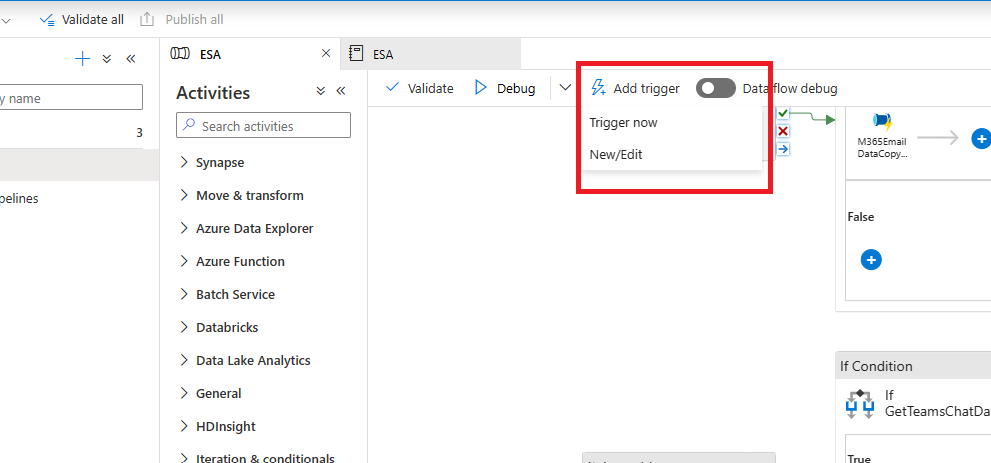 Validate all
Publish all
ESA
ESA
y name
3
pelines
Activities
Search activities
Synapse
Move & transform
Azure Data Explorer
Azure Function
Batch Service
Databricks
Data Lake Analytics
General
HDInsight
Iteration & conditionals
Validate
Debug
Add trigger
Data flow debug
Trigger now
New/Edit
M365Email
DataCopy...
False
If Condition
If
GetTeamsChatDa
True